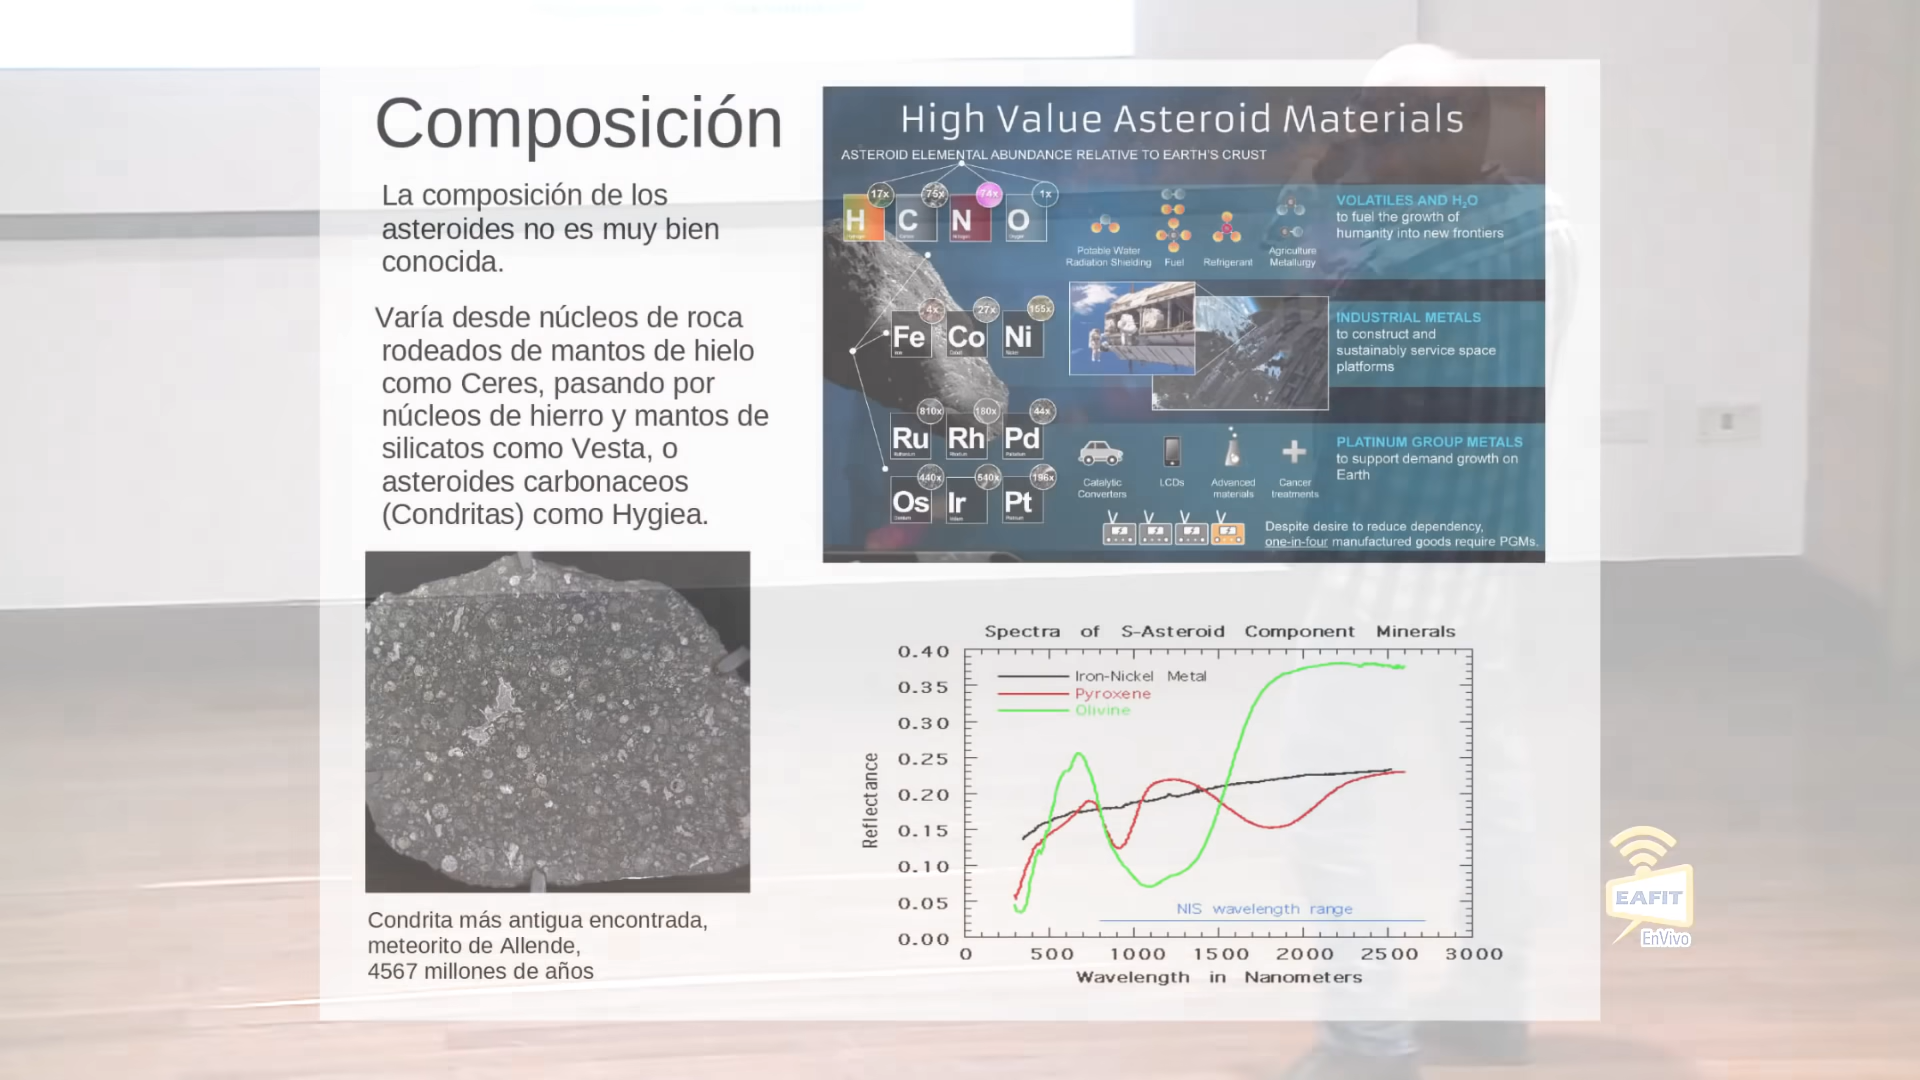 Composición
La composición de los
asteroides no es muy bien
conocida.
Varía desde núcleos de roca
rodeados de mantos de hielo
como Ceres, pasando por
núcleos de hierro y mantos de
silicatos como Vesta, o
asteroides carbonaceos
(Condritas) como Hygiea.
Condrita más antigua encontrada,
meteorito de Allende,
4567 millones de años
High Value Asteroid Materials
ASTEROID ELEMENTAL ABUNDANCE RELATIVE TO EARTH'S CRUST
17x 75x 74x 1x
H C N O
Potable Water
Radiation Shielding
Fuel
Refrigerant
Agriculture
Metallurgy
VOLATILES AND H₂O
to fuel the growth of
humanity into new frontiers
4x 27x 155x
Fe Co Ni
INDUSTRIAL METALS
to construct and
sustainably service space
platforms
810x 180x 44x
Ru Rh Pd
440x 540x 196x
Os Ir Pt
Catalytic
Converters
LCDs
Advanced
materials
Cancer
treatments
PLATINUM GROUP METALS
to support demand growth on
Earth
Despite desire to reduce dependency,
one-in-four manufactured goods require PGMs.
Spectra of S-Asteroid Component Minerals
Iron-Nickel Metal
Pyroxene
Olivine
Reflectance
0.40
0.35
0.30
0.25
0.20
0.15
0.10
0.05
0.00
NIS wavelength range
0 500 1000 1500 2000 2500 3000
Wavelength in Nanometers
EAFIT
EnVivo